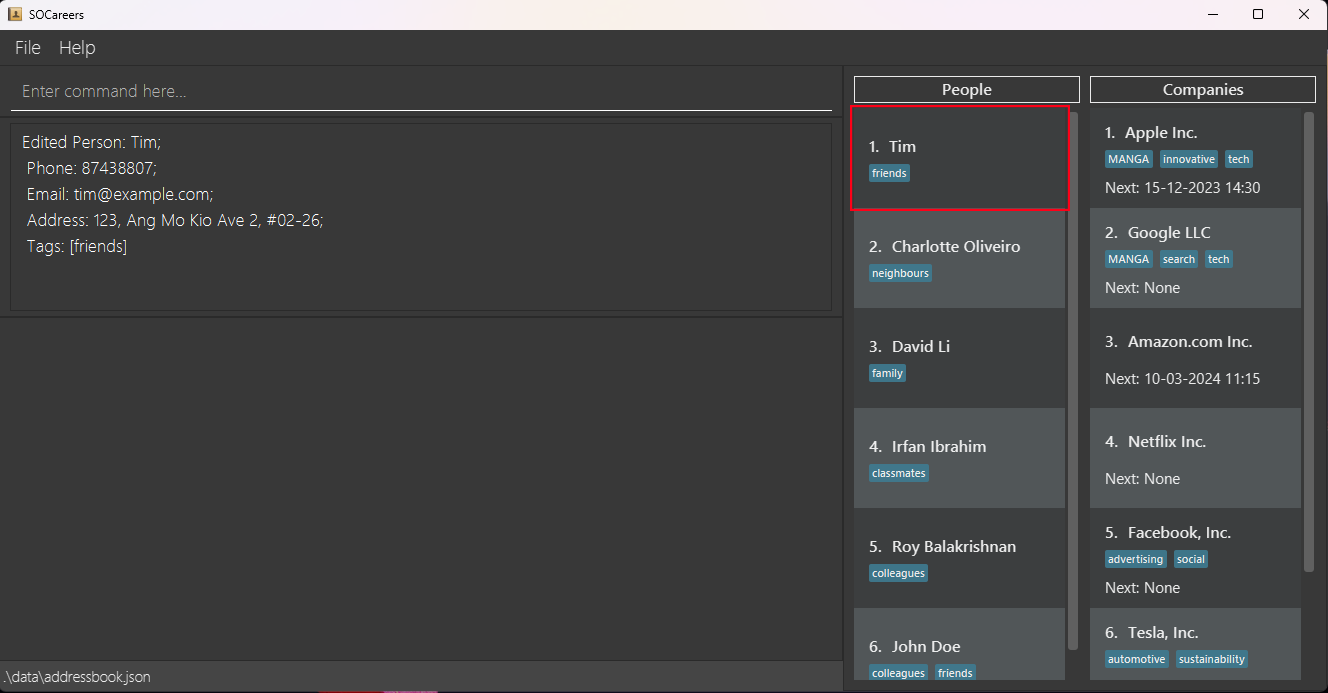 SOCareers
File Help
Enter command here...
Edited Person: Tim;
Phone: 87438807;
Email: tim@example.com;
Address: 123, Ang Mo Kio Ave 2, #02-26;
Tags: [friends]
.\data\addressbook.json
People
1. Tim
friends
2. Charlotte Oliveiro
neighbours
3. David Li
family
4. Irfan Ibrahim
classmates
5. Roy Balakrishnan
colleagues
6. John Doe
colleagues friends
Companies
1. Apple Inc.
MANGA innovative tech
Next: 15-12-2023 14:30
2. Google LLC
MANGA search tech
Next: None
3. Amazon.com Inc.
Next: 10-03-2024 11:15
4. Netflix Inc.
Next: None
5. Facebook, Inc.
advertising social
Next: None
6. Tesla, Inc.
automotive sustainability